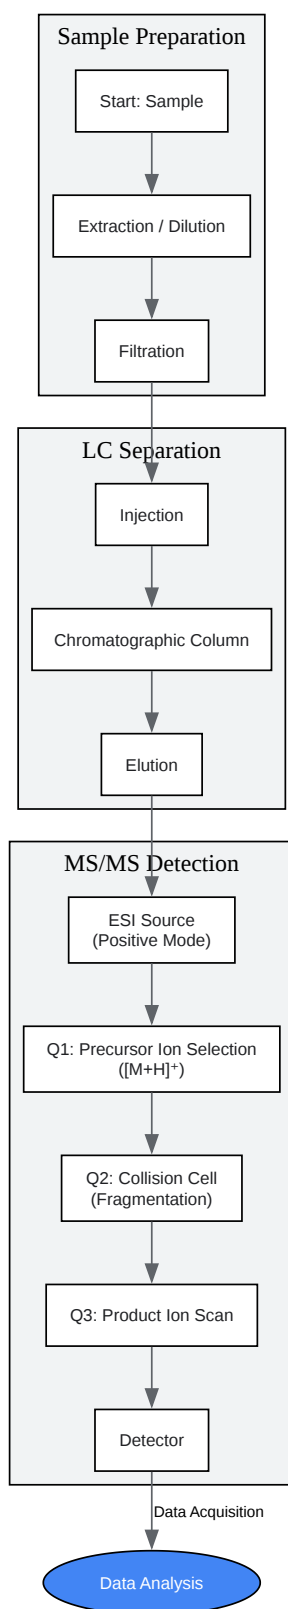 Sample Preparation
Start: Sample
Extraction / Dilution
Filtration
LC Separation
Injection
Chromatographic Column
Elution
MS/MS Detection
ESI Source
(Positive Mode)
Q1: Precursor Ion Selection
([M+H]⁺)
Q2: Collision Cell
(Fragmentation)
Q3: Product Ion Scan
Detector
Data Acquisition
Data Analysis